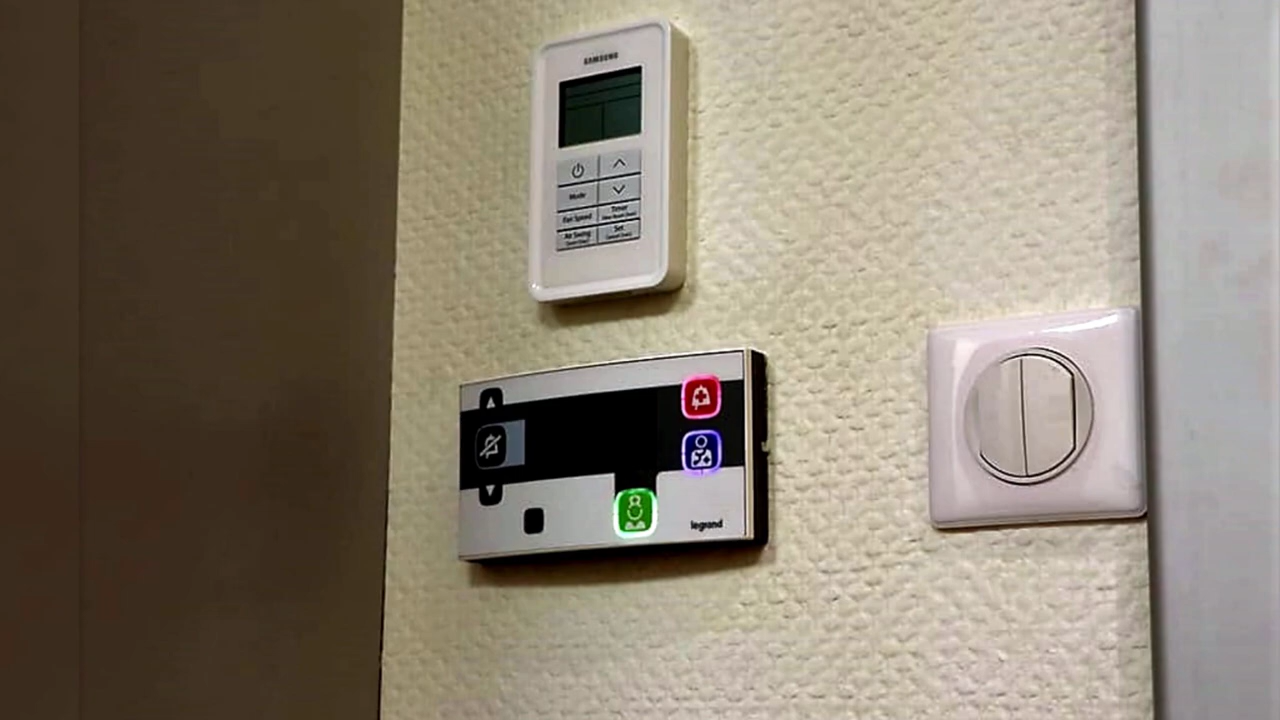 SAMSUNG
Mode
Fan Speed
Timer
Air Swing
Set
legrand